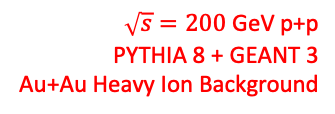 √s = 200 GeV p+p
PYTHIA 8 + GEANT 3
Au+Au Heavy Ion Background